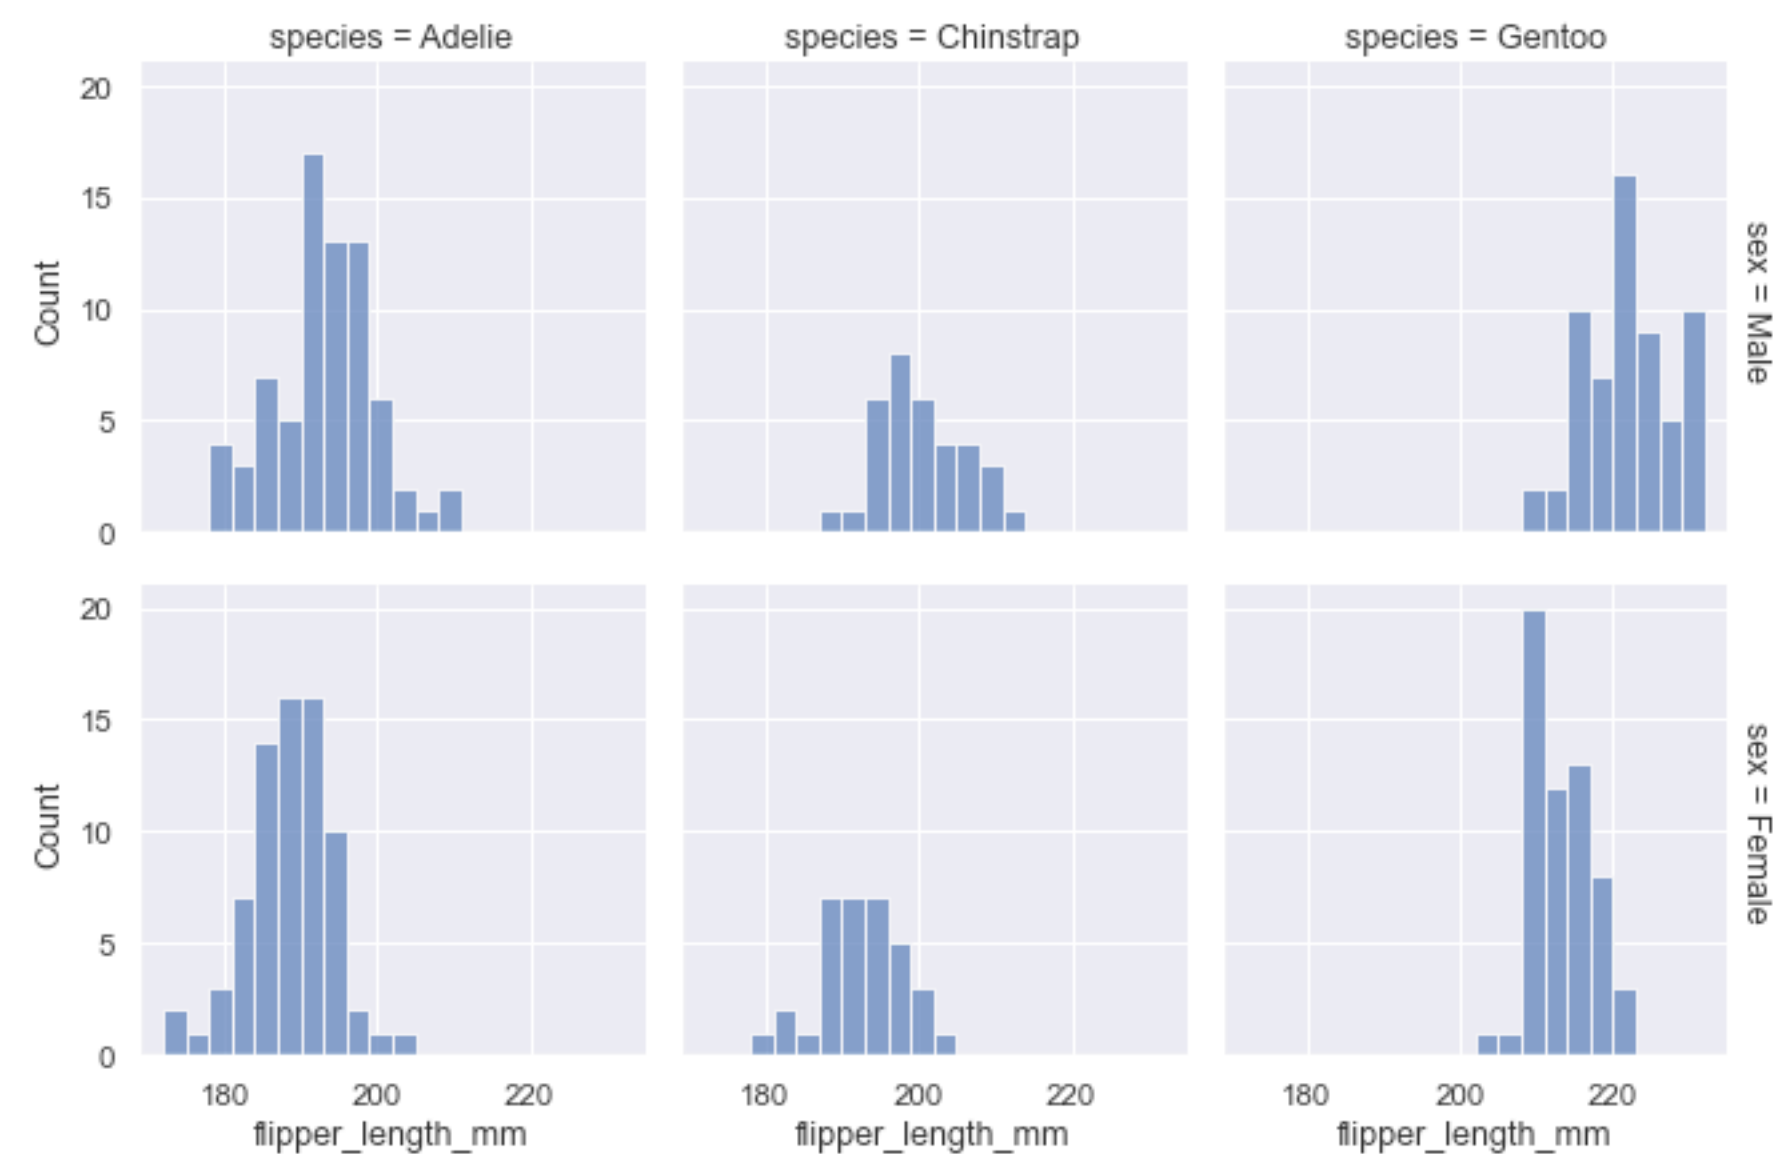 species = Adelie
species = Chinstrap
species = Gentoo
20
15
10
5
0
Count
sex = Male
20
15
10
5
0
Count
sex = Female
180 200 220
180 200 220
180 200 220
flipper_length_mm
flipper_length_mm
flipper_length_mm